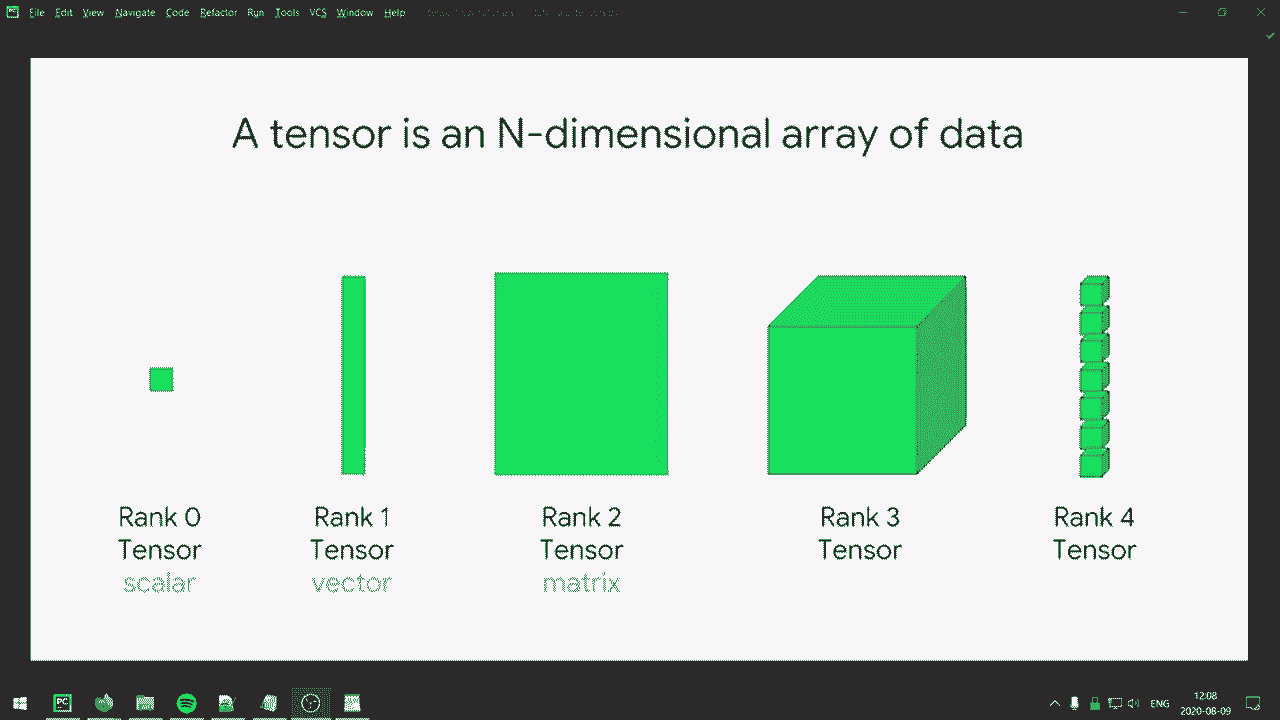 File Edit View Navigate Code Refactor Run Tools VCS Window Help
A tensor is an N-dimensional array of data
Rank 0 Tensor scalar
Rank 1 Tensor vector
Rank 2 Tensor matrix
Rank 3 Tensor
Rank 4 Tensor
PC
ENG
12:08
2020-08-09